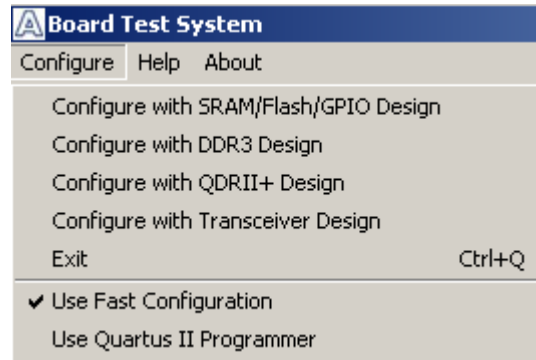 Board Test System
Configure Help About
Configure with SRAM/Flash/GPIO Design
Configure with DDR3 Design
Configure with QDRII+ Design
Configure with Transceiver Design
Exit Ctrl+Q
✔ Use Fast Configuration
Use Quartus II Programmer